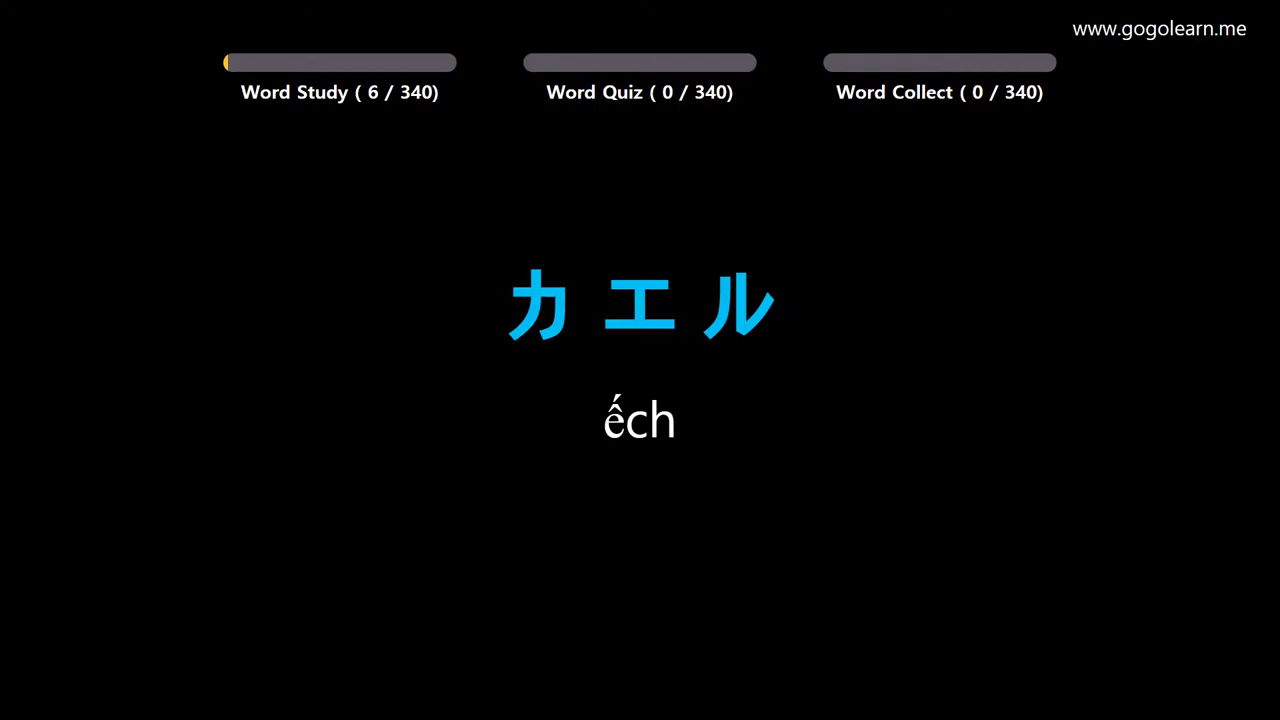 www.gogolearn.me
Word Study ( 6 / 340) Word Quiz ( 0 / 340) Word Collect ( 0 / 340)
カエル
ếch